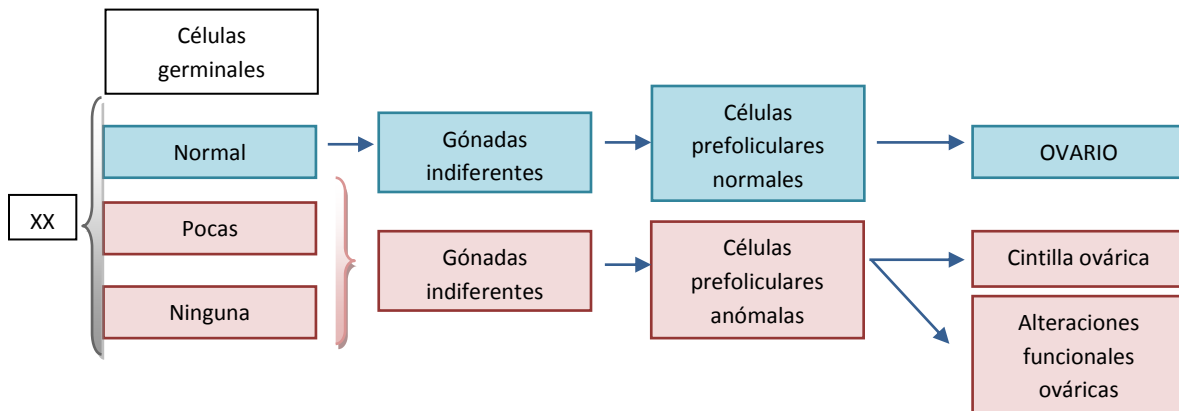 Células
germinales
Normal
Gónadas
indiferentes
Células
prefoliculares
normales
OVARIO
XX
Pocas
Ninguna
Gónadas
indiferentes
Células
prefoliculares
anómalas
Cintilla ovárica
Alteraciones
funcionales
ováricas